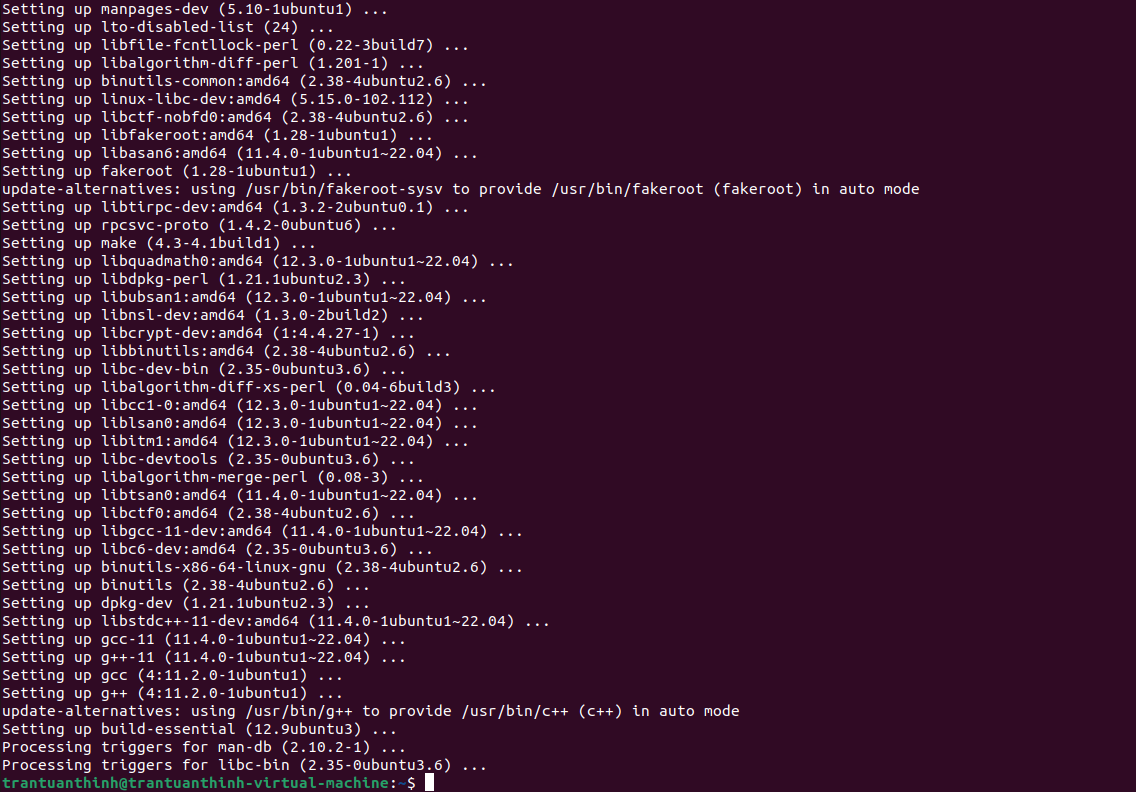 Setting up manpages-dev (5.10-1ubuntu1) ...
Setting up lto-disabled-list (24) ...
Setting up libfile-fcntllock-perl (0.22-3build7) ...
Setting up libalgorithm-diff-perl (1.201-1) ...
Setting up binutils-common:amd64 (2.38-4ubuntu2.6) ...
Setting up linux-libc-dev:amd64 (5.15.0-102.112) ...
Setting up libctf-nobfd0:amd64 (2.38-4ubuntu2.6) ...
Setting up libfakeroot:amd64 (1.28-1ubuntu1) ...
Setting up libasan6:amd64 (11.4.0-1ubuntu1~22.04) ...
Setting up fakeroot (1.28-1ubuntu1) ...
update-alternatives: using /usr/bin/fakeroot-sysv to provide /usr/bin/fakeroot (fakeroot) in auto mode
Setting up libtirpc-dev:amd64 (1.3.2-2ubuntu0.1) ...
Setting up rpcsvc-proto (1.4.2-0ubuntu6) ...
Setting up make (4.3-4.1build1) ...
Setting up libquadmath0:amd64 (12.3.0-1ubuntu1~22.04) ...
Setting up libdpkg-perl (1.21.1ubuntu2.3) ...
Setting up libubsan1:amd64 (12.3.0-1ubuntu1~22.04) ...
Setting up libnsl-dev:amd64 (1.3.0-2build2) ...
Setting up libcrypt-dev:amd64 (1:4.4.27-1) ...
Setting up libbinutils:amd64 (2.38-4ubuntu2.6) ...
Setting up libc-dev-bin (2.35-0ubuntu3.6) ...
Setting up libalgorithm-diff-xs-perl (0.04-6build3) ...
Setting up libcc1-0:amd64 (12.3.0-1ubuntu1~22.04) ...
Setting up liblsan0:amd64 (12.3.0-1ubuntu1~22.04) ...
Setting up libitm1:amd64 (12.3.0-1ubuntu1~22.04) ...
Setting up libc-devtools (2.35-0ubuntu3.6) ...
Setting up libalgorithm-merge-perl (0.08-3) ...
Setting up libtsan0:amd64 (11.4.0-1ubuntu1~22.04) ...
Setting up libctf0:amd64 (2.38-4ubuntu2.6) ...
Setting up libgcc-11-dev:amd64 (11.4.0-1ubuntu1~22.04) ...
Setting up libc6-dev:amd64 (2.35-0ubuntu3.6) ...
Setting up binutils-x86-64-linux-gnu (2.38-4ubuntu2.6) ...
Setting up binutils (2.38-4ubuntu2.6) ...
Setting up dpkg-dev (1.21.1ubuntu2.3) ...
Setting up libstdc++-11-dev:amd64 (11.4.0-1ubuntu1~22.04) ...
Setting up gcc-11 (11.4.0-1ubuntu1~22.04) ...
Setting up g++-11 (11.4.0-1ubuntu1~22.04) ...
Setting up gcc (4:11.2.0-1ubuntu1) ...
Setting up g++ (4:11.2.0-1ubuntu1) ...
update-alternatives: using /usr/bin/g++ to provide /usr/bin/c++ (c++) in auto mode
Setting up build-essential (12.9ubuntu3) ...
Processing triggers for man-db (2.10.2-1) ...
Processing triggers for libc-bin (2.35-0ubuntu3.6) ...
trantuanthinh@trantuanthinh-virtual-machine:~$